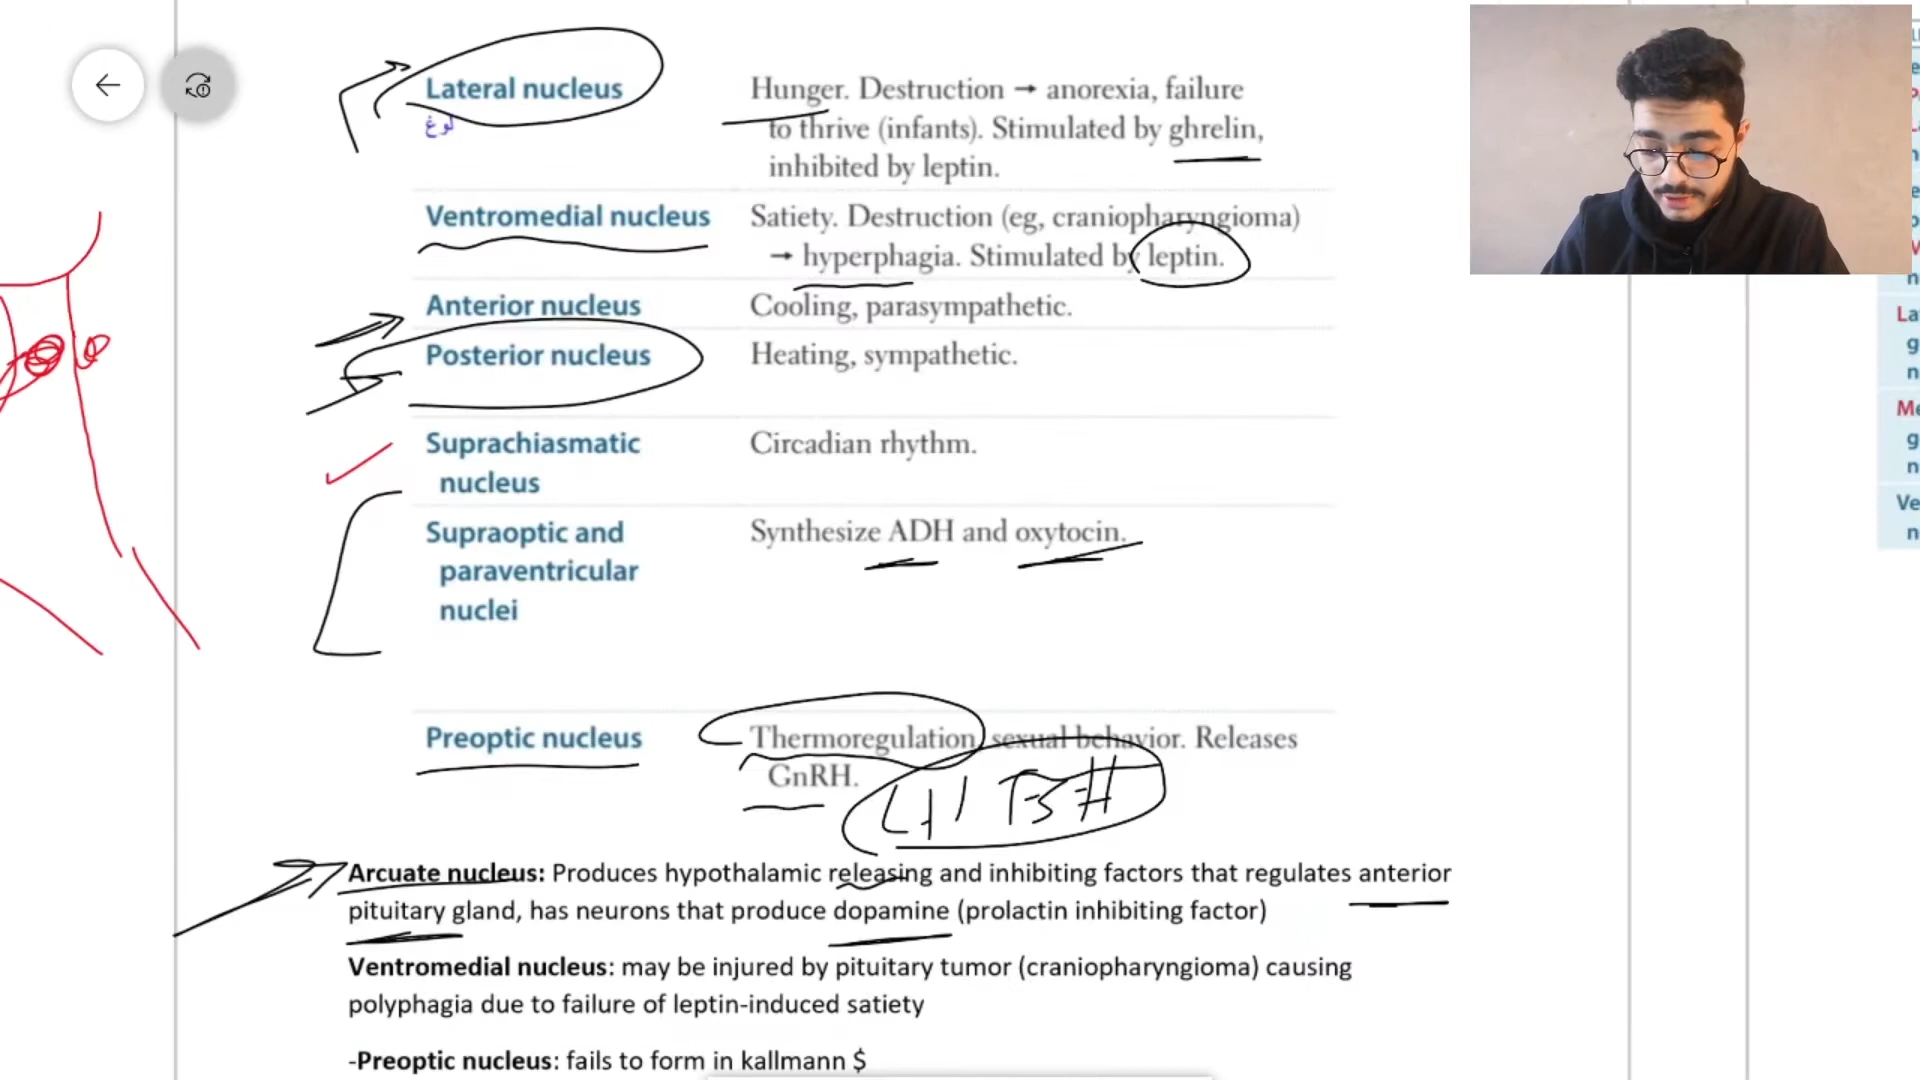 Lateral nucleus
Hunger. Destruction → anorexia, failure
to thrive (infants). Stimulated by ghrelin,
inhibited by leptin.
Ventromedial nucleus
Satiety. Destruction (eg, craniopharyngioma)
→ hyperphagia. Stimulated by leptin.
Anterior nucleus
Cooling, parasympathetic.
Posterior nucleus
Heating, sympathetic.
Suprachiasmatic
nucleus
Circadian rhythm.
Supraoptic and
paraventricular
nuclei
Synthesize ADH and oxytocin.
Preoptic nucleus
Thermoregulation, sexual behavior. Releases
GnRH.
LH FSH
Arcuate nucleus: Produces hypothalamic releasing and inhibiting factors that regulates anterior
pituitary gland, has neurons that produce dopamine (prolactin inhibiting factor)
Ventromedial nucleus: may be injured by pituitary tumor (craniopharyngioma) causing
polyphagia due to failure of leptin-induced satiety
-Preoptic nucleus: fails to form in kallmann $
La
g
n
Me
g
n
Ve
n